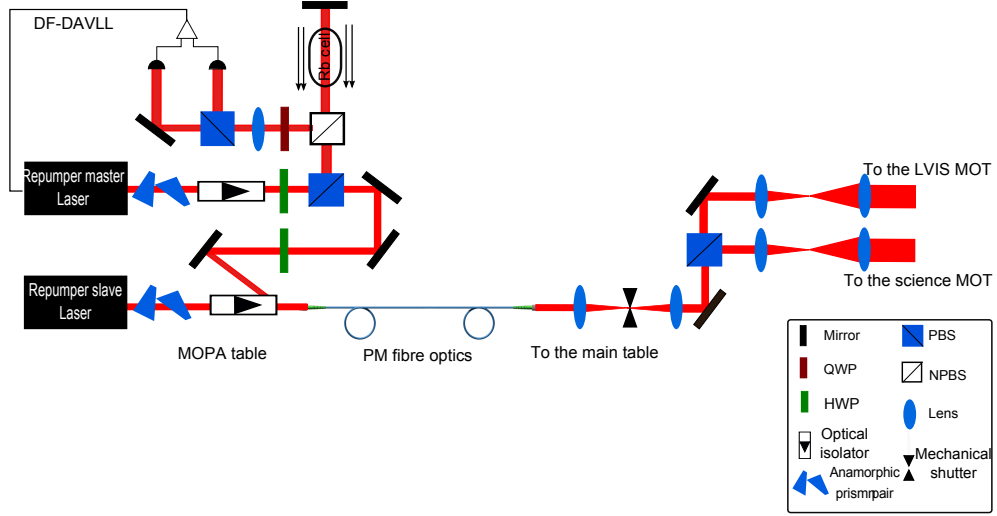 DF-DAVLL
Rb cell
Repumper master
Laser
To the LVIS MOT
To the science MOT
Repumper slave
Laser
MOPA table
PM fibre optics
To the main table
Mirror
PBS
QWP
NPBS
HWP
Lens
Optical
isolator
Mechanical
shutter
Anamorphic
prismnpair